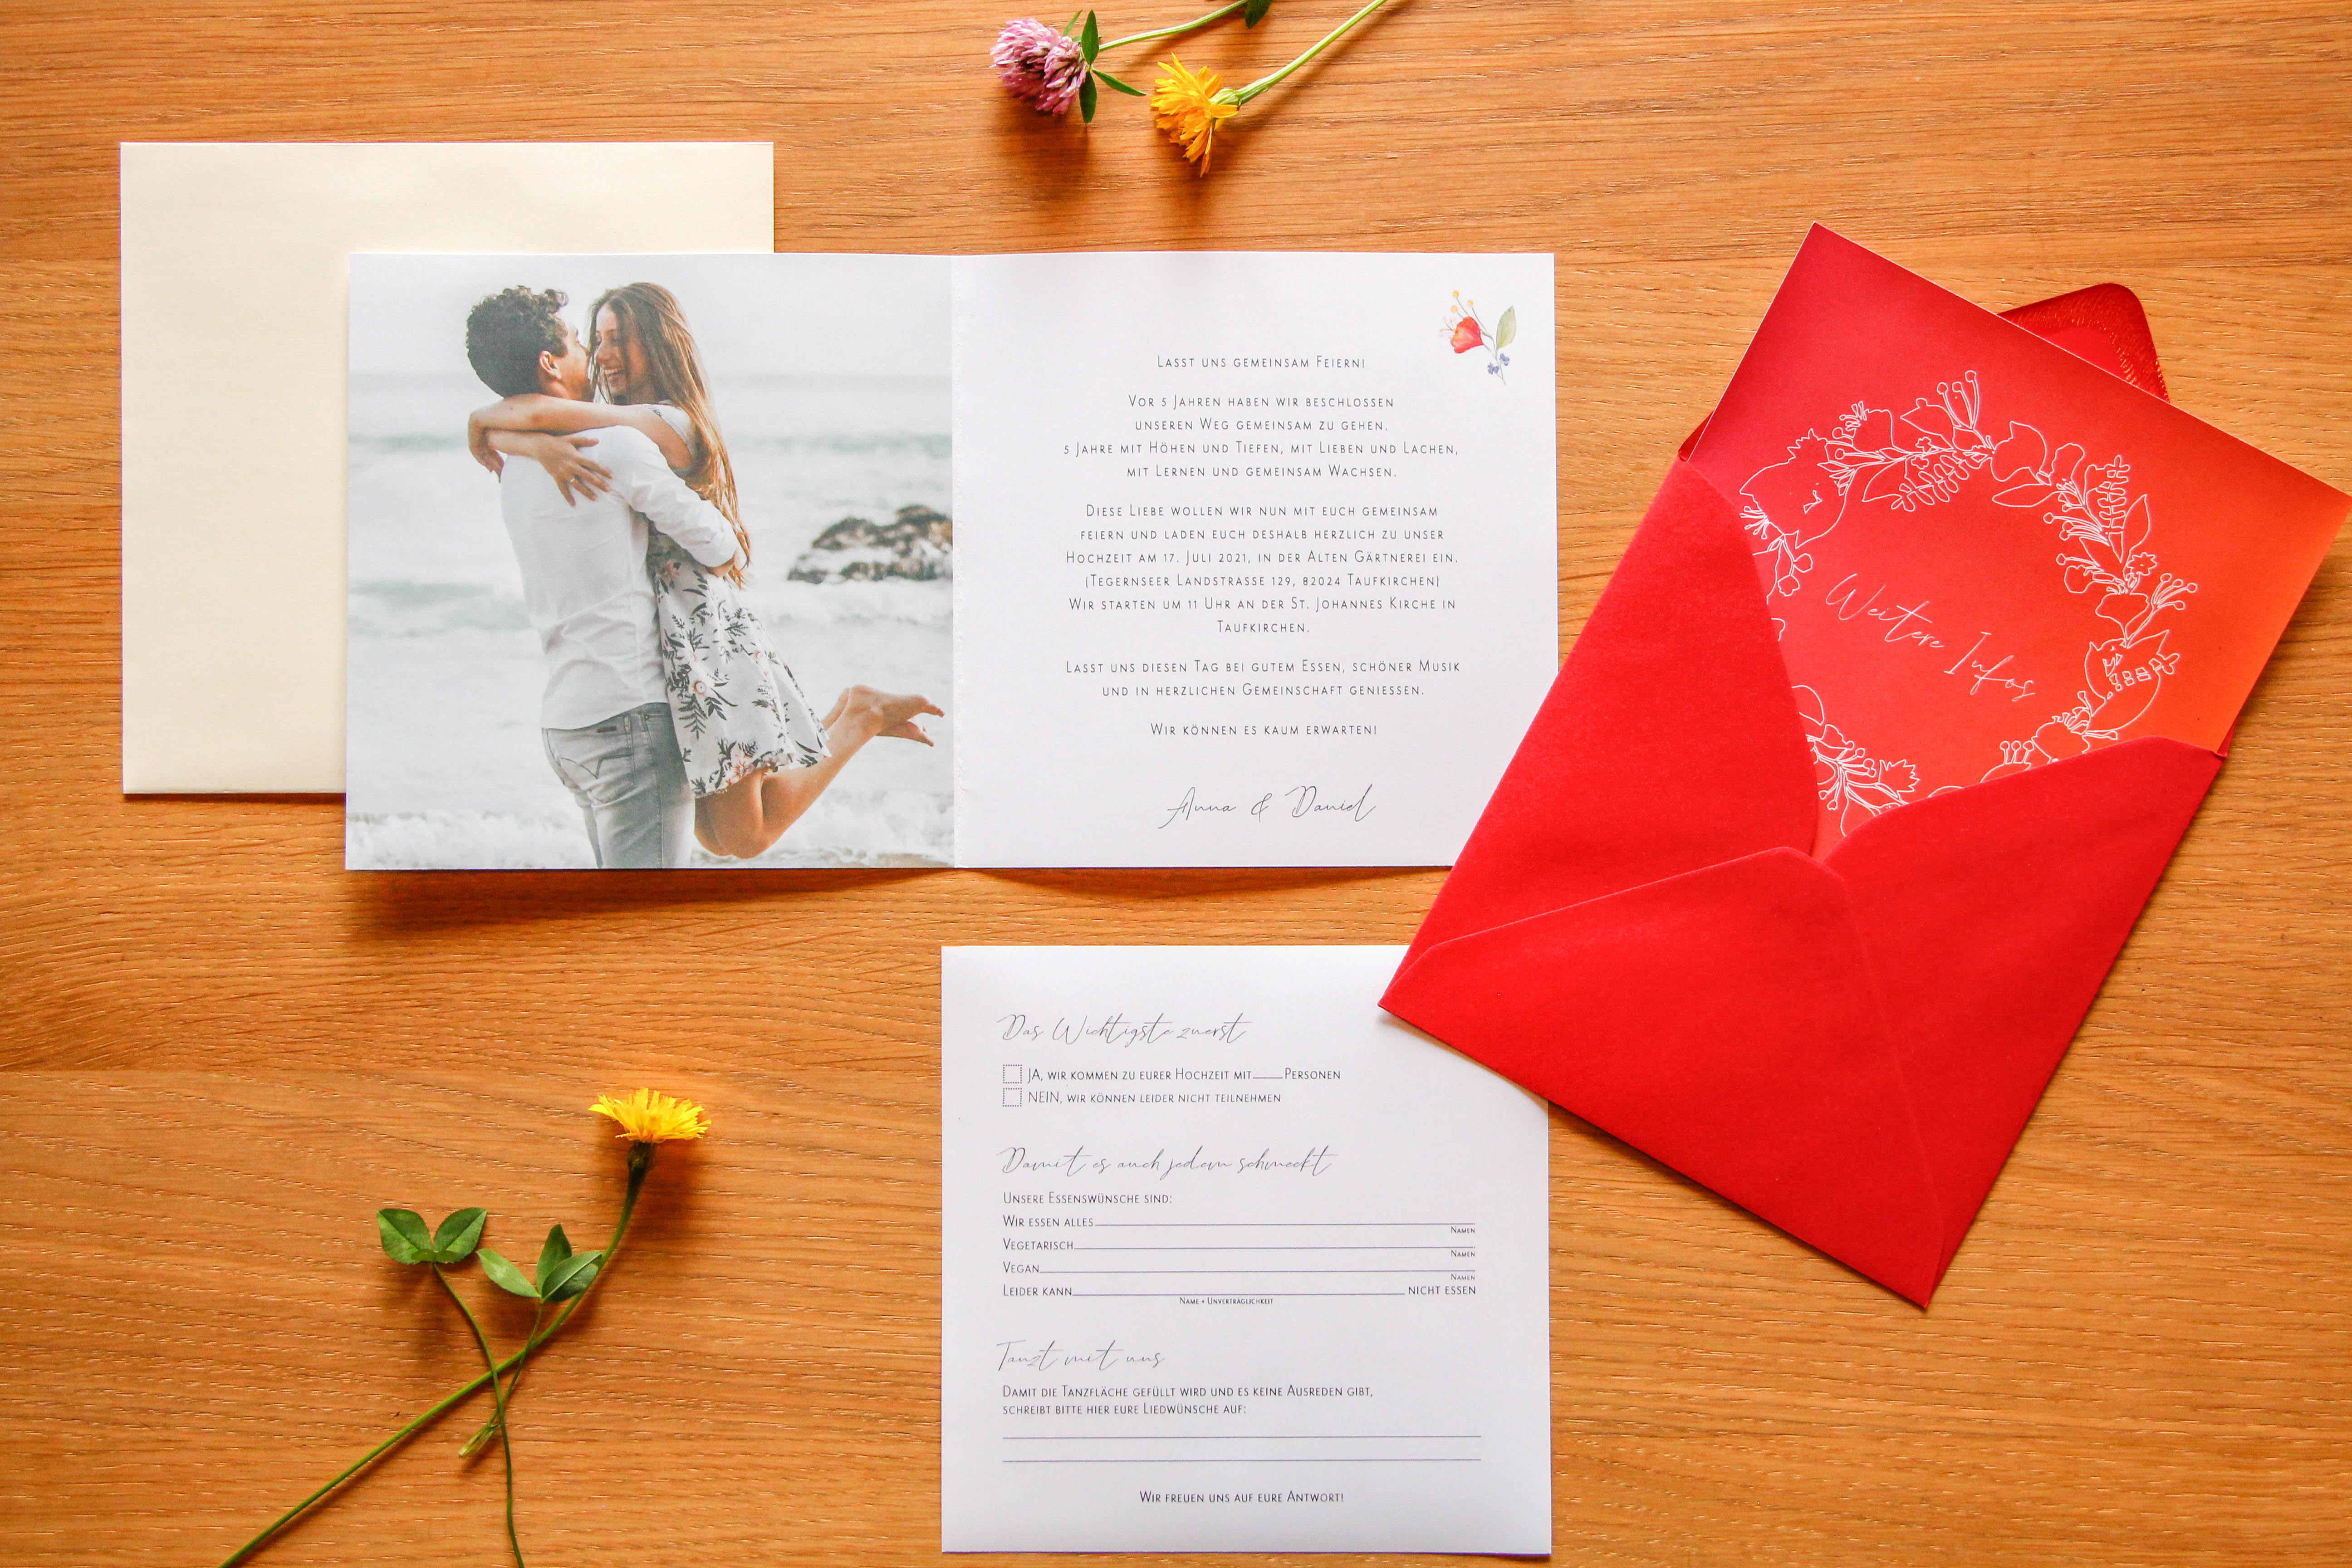 Lasst uns gemeinsam Feiern!
Vor 5 Jahren haben wir beschlossen
unseren Weg gemeinsam zu gehen.
5 Jahre mit Höhen und Tiefen, mit Lieben und Lachen,
mit Lernen und gemeinsam Wachsen.
Diese Liebe wollen wir nun mit euch gemeinsam
feiern und laden euch deshalb herzlich zu unser
Hochzeit am 17. Juli 2021, in der Alten Gärtnerei ein.
(Tegernseer Landstrasse 129, 82024 Taufkirchen)
Wir starten um 11 Uhr an der St. Johannes Kirche in
Taufkirchen.
Lasst uns diesen Tag bei gutem Essen, schöner Musik
und in herzlichen Gemeinschaft geniessen.
Wir können es kaum erwarten!
Anna & Daniel
Weitere Infos
Das Wichtigste zuerst
JA, wir kommen zu eurer Hochzeit mit____Personen
NEIN, wir können leider nicht teilnehmen
Damit es auch jedem schmeckt
Unsere Essenswünsche sind:
Wir essen alles
Namen
Vegetarisch
Namen
Vegan
Namen
Leider kann nicht essen
Name + Unverträglichkeit
Tanzt mit uns
Damit die Tanzfläche gefüllt wird und es keine Ausreden gibt,
schreibt bitte hier eure Liedwünsche auf:
Wir freuen uns auf eure Antwort!